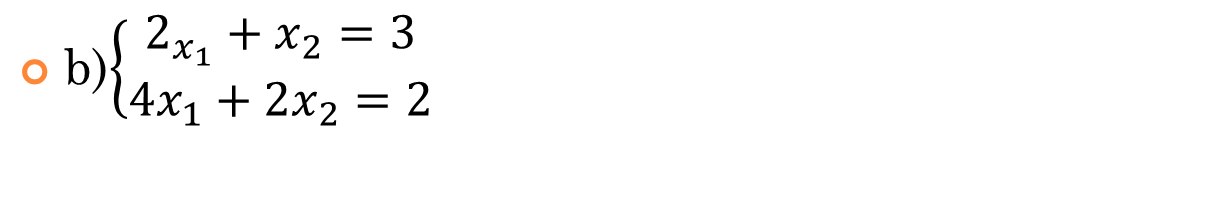 b) { 2ₓ₁ + x₂ = 3
4x₁ + 2x₂ = 2